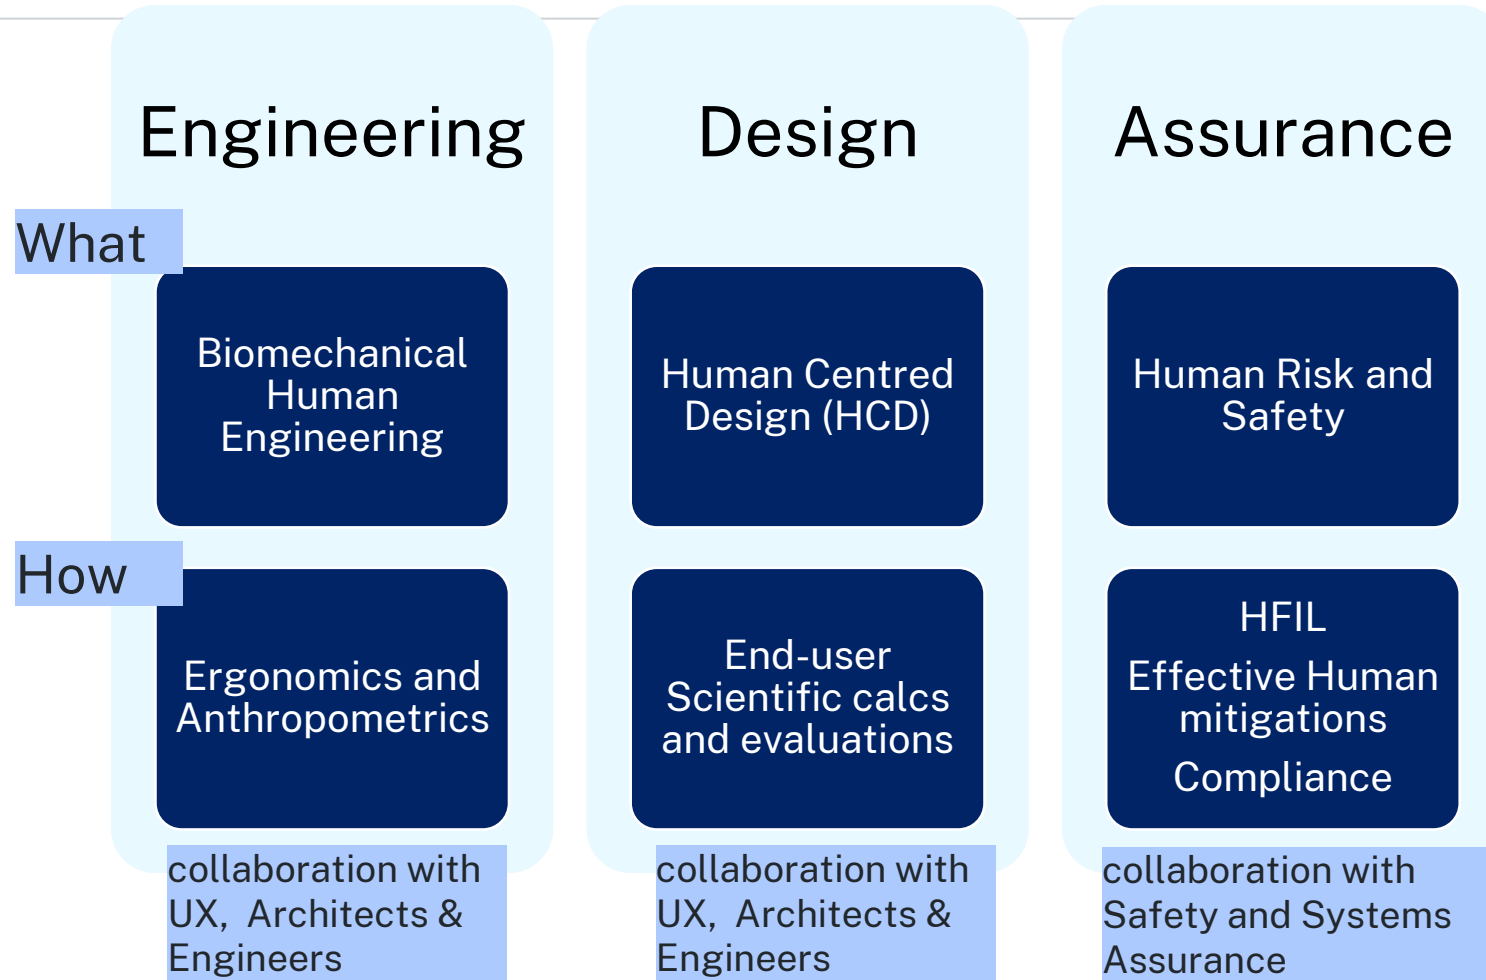 Engineering
Design
Assurance
What
Biomechanical
Human
Engineering
Human Centred
Design (HCD)
Human Risk and
Safety
How
Ergonomics and
Anthropometrics
End-user
Scientific calcs
and evaluations
HFIL
Effective Human
mitigations
Compliance
collaboration with
UX,  Architects &
Engineers
collaboration with
UX,  Architects &
Engineers
collaboration with
Safety and Systems
Assurance